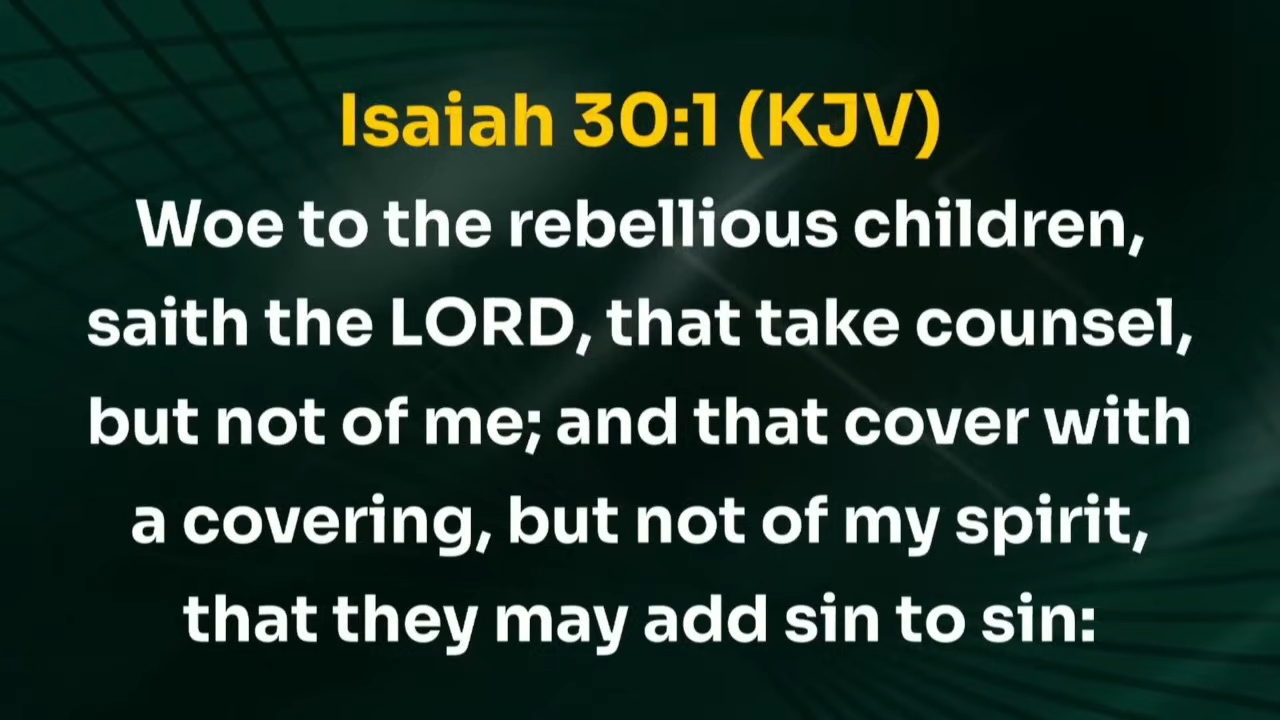 Isaiah 30:1 (KJV)
Woe to the rebellious children,
saith the LORD, that take counsel,
but not of me; and that cover with
a covering, but not of my spirit,
that they may add sin to sin: